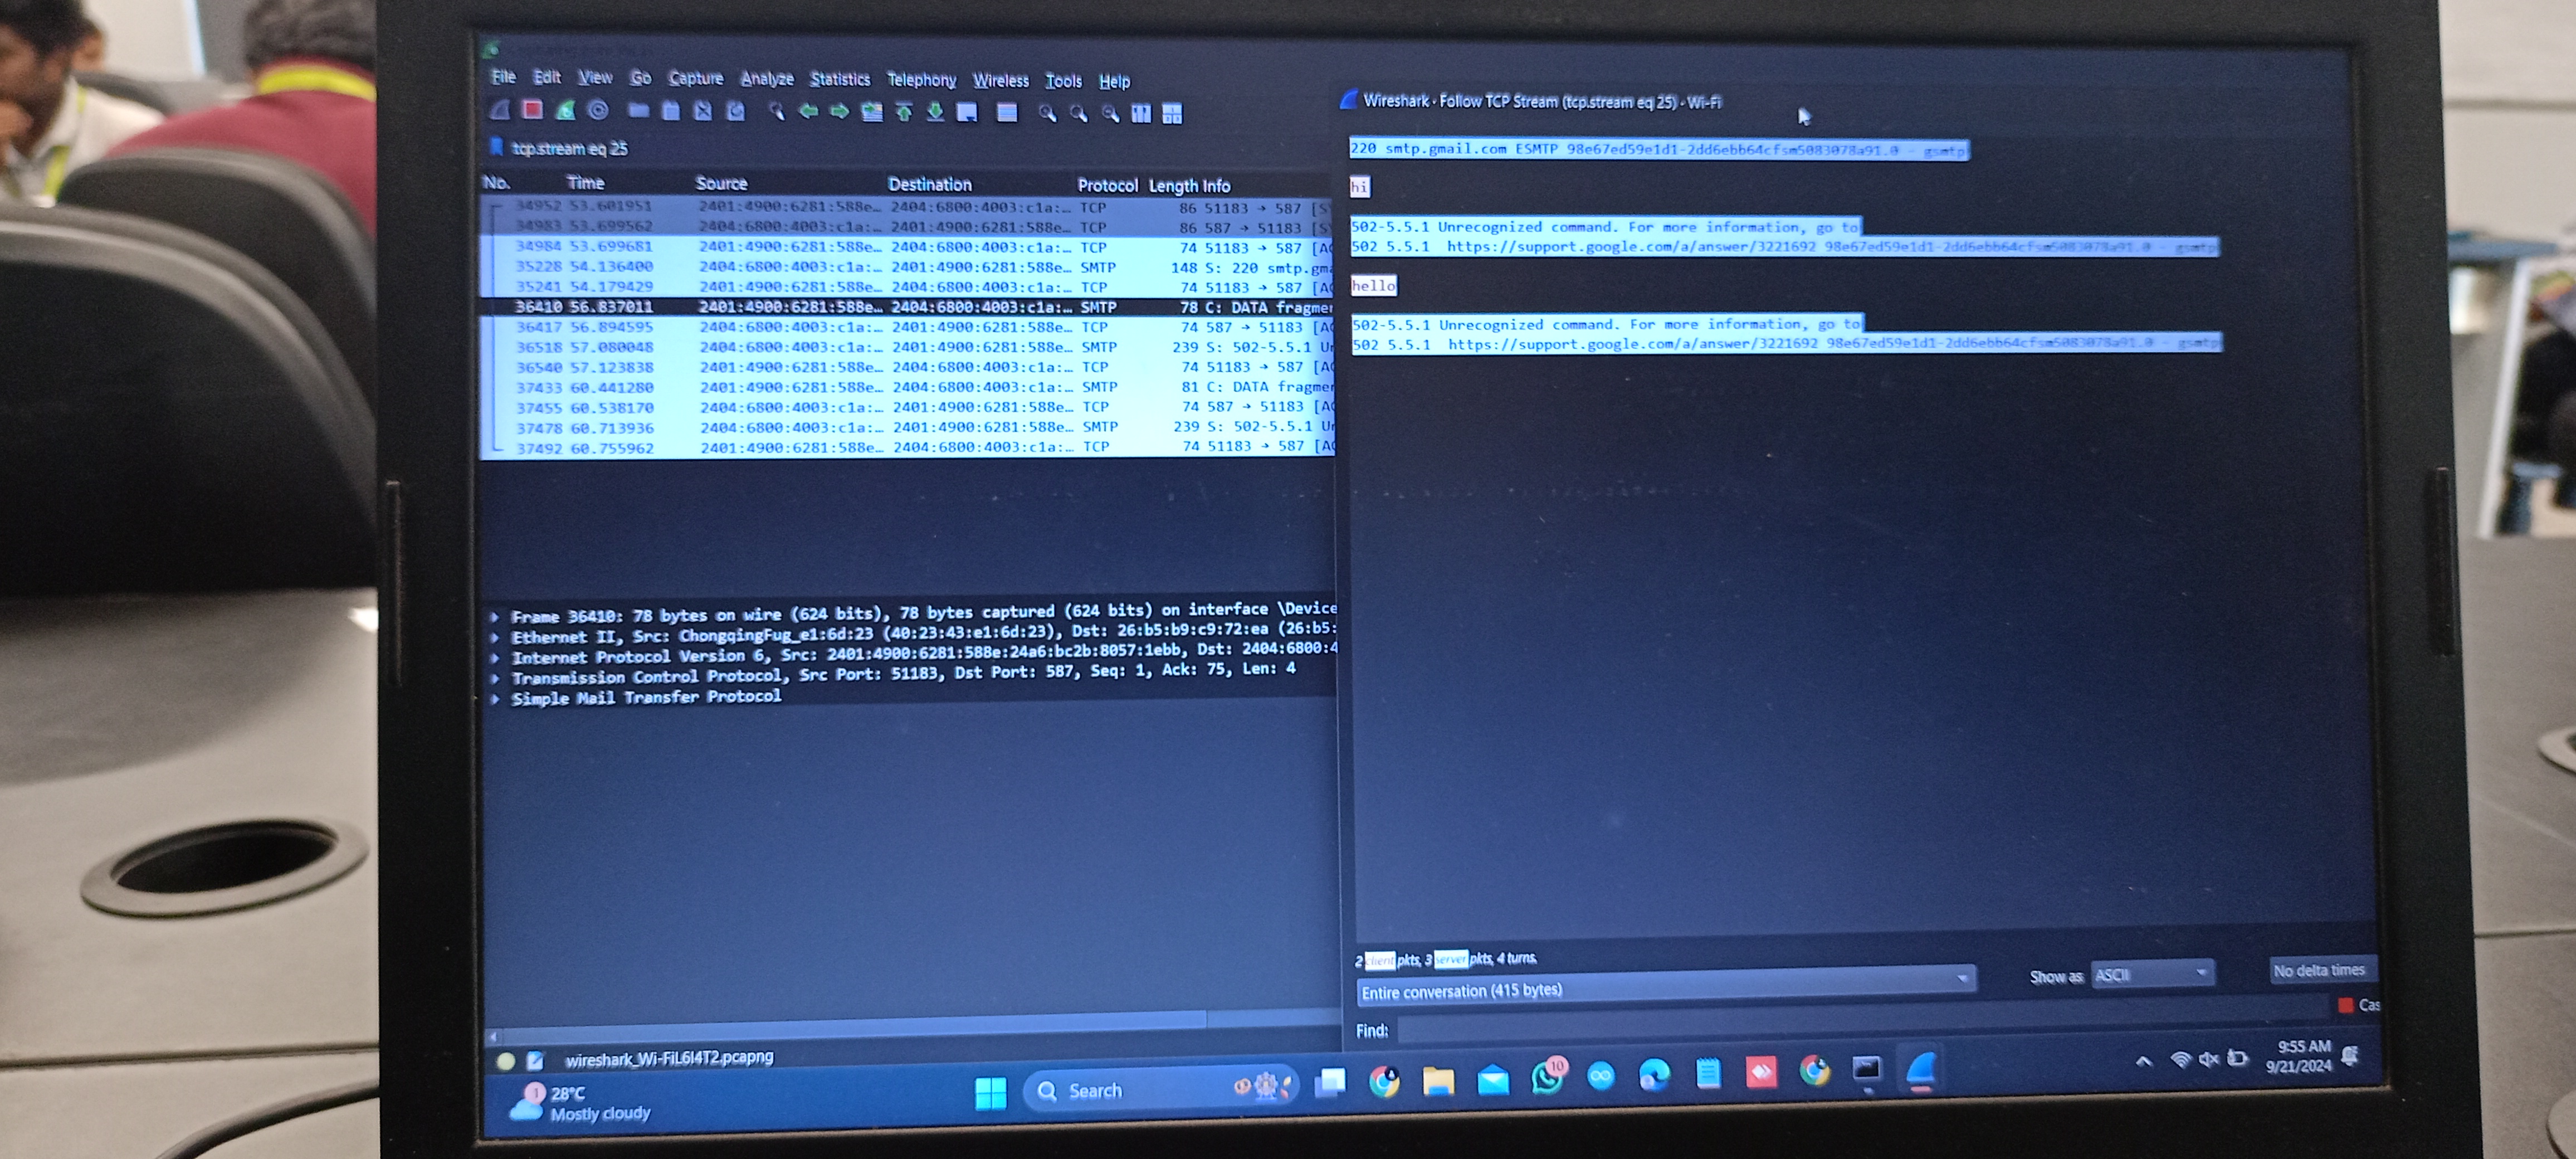 File Edit View Go Capture Analyze Statistics Telephony Wireless Tools Help
tcp.stream eq 25
No. Time Source Destination Protocol Length Info
34952 53.601951 2401:4900:6281:588e… 2404:6800:4003:c1a:… TCP 86 51183 → 587 [S
34983 53.699562 2404:6800:4003:c1a:… 2401:4900:6281:588e… TCP 86 587 → 51183 [S
34984 53.699681 2401:4900:6281:588e… 2404:6800:4003:c1a:… TCP 74 51183 → 587 [A
35228 54.136400 2404:6800:4003:c1a:… 2401:4900:6281:588e… SMTP 148 S: 220 smtp.gm
35241 54.179429 2401:4900:6281:588e… 2404:6800:4003:c1a:… TCP 74 51183 → 587 [A
36410 56.837011 2401:4900:6281:588e… 2404:6800:4003:c1a:… SMTP 78 C: DATA fragme
36417 56.894595 2404:6800:4003:c1a:… 2401:4900:6281:588e… TCP 74 587 → 51183 [A
36518 57.080048 2404:6800:4003:c1a:… 2401:4900:6281:588e… SMTP 239 S: 502-5.5.1 U
36540 57.123838 2401:4900:6281:588e… 2404:6800:4003:c1a:… TCP 74 51183 → 587 [A
37433 60.441280 2401:4900:6281:588e… 2404:6800:4003:c1a:… SMTP 81 C: DATA fragme
37455 60.538170 2404:6800:4003:c1a:… 2401:4900:6281:588e… TCP 74 587 → 51183 [A
37478 60.713936 2404:6800:4003:c1a:… 2401:4900:6281:588e… SMTP 239 S: 502-5.5.1 U
37492 60.755962 2401:4900:6281:588e… 2404:6800:4003:c1a:… TCP 74 51183 → 587 [A
Frame 36410: 78 bytes on wire (624 bits), 78 bytes captured (624 bits) on interface \Device
Ethernet II, Src: ChongqingFug_e1:6d:23 (40:23:43:e1:6d:23), Dst: 26:b5:b9:c9:72:ea (26:b5:
Internet Protocol Version 6, Src: 2401:4900:6281:588e:24a6:bc2b:8057:1ebb, Dst: 2404:6800:4
Transmission Control Protocol, Src Port: 51183, Dst Port: 587, Seq: 1, Ack: 75, Len: 4
Simple Mail Transfer Protocol
wireshark_Wi-FiL6I4T2.pcapng
Wireshark · Follow TCP Stream (tcp.stream eq 25) · Wi-Fi
220 smtp.gmail.com ESMTP 98e67ed59e1d1-2dd6ebb64cfsm5083078a91.0 - gsmtp
hi
502-5.5.1 Unrecognized command. For more information, go to
502 5.5.1 https://support.google.com/a/answer/3221692 98e67ed59e1d1-2dd6ebb64cfsm5083078a91.0 - gsmtp
hello
502-5.5.1 Unrecognized command. For more information, go to
502 5.5.1 https://support.google.com/a/answer/3221692 98e67ed59e1d1-2dd6ebb64cfsm5083078a91.0 - gsmtp
2 client pkts, 3 server pkts, 4 turns.
Entire conversation (415 bytes)
Show as ASCII
No delta times
Cas
Find:
1
28°C
Mostly cloudy
Search
10
9:55 AM
9/21/2024